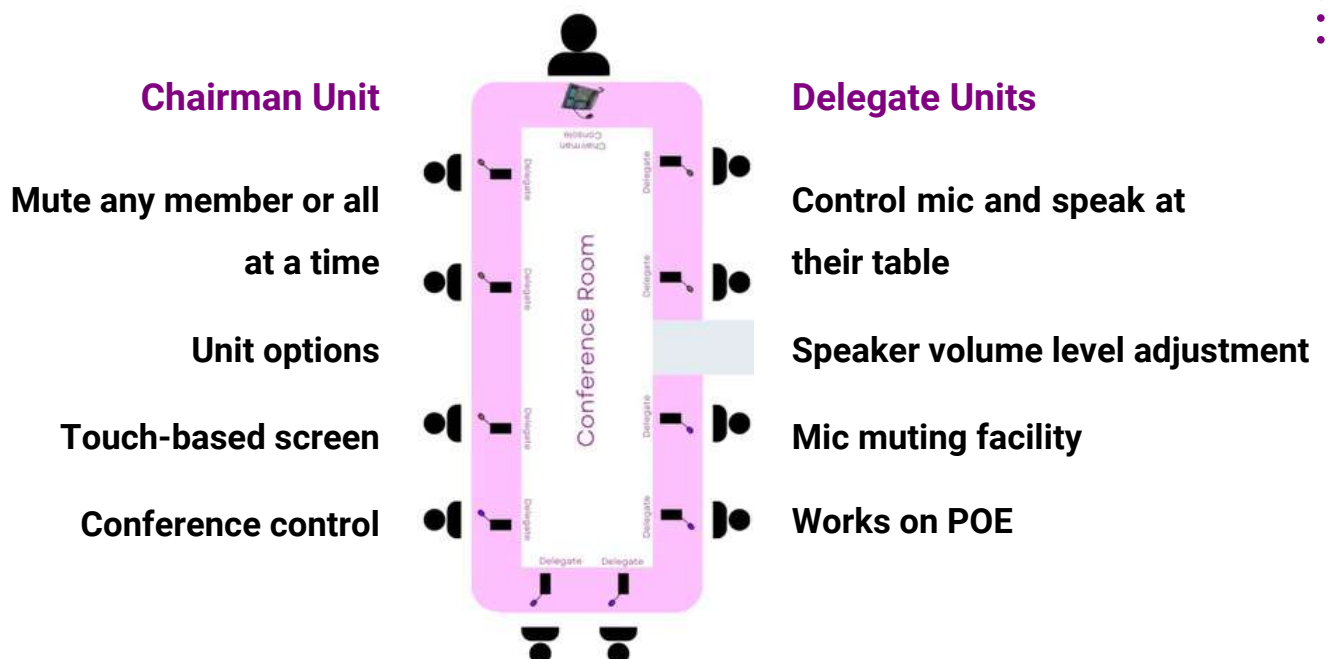 :
Chairman Unit
Mute any member or all
at a time
Unit options
Touch-based screen
Conference control
Chairman
Console
Delegate
Delegate
Delegate
Delegate
Conference Room
Delegate
Delegate
Delegate
Delegate
Delegate
Delegate
Delegate Units
Control mic and speak at
their table
Speaker volume level adjustment
Mic muting facility
Works on POE